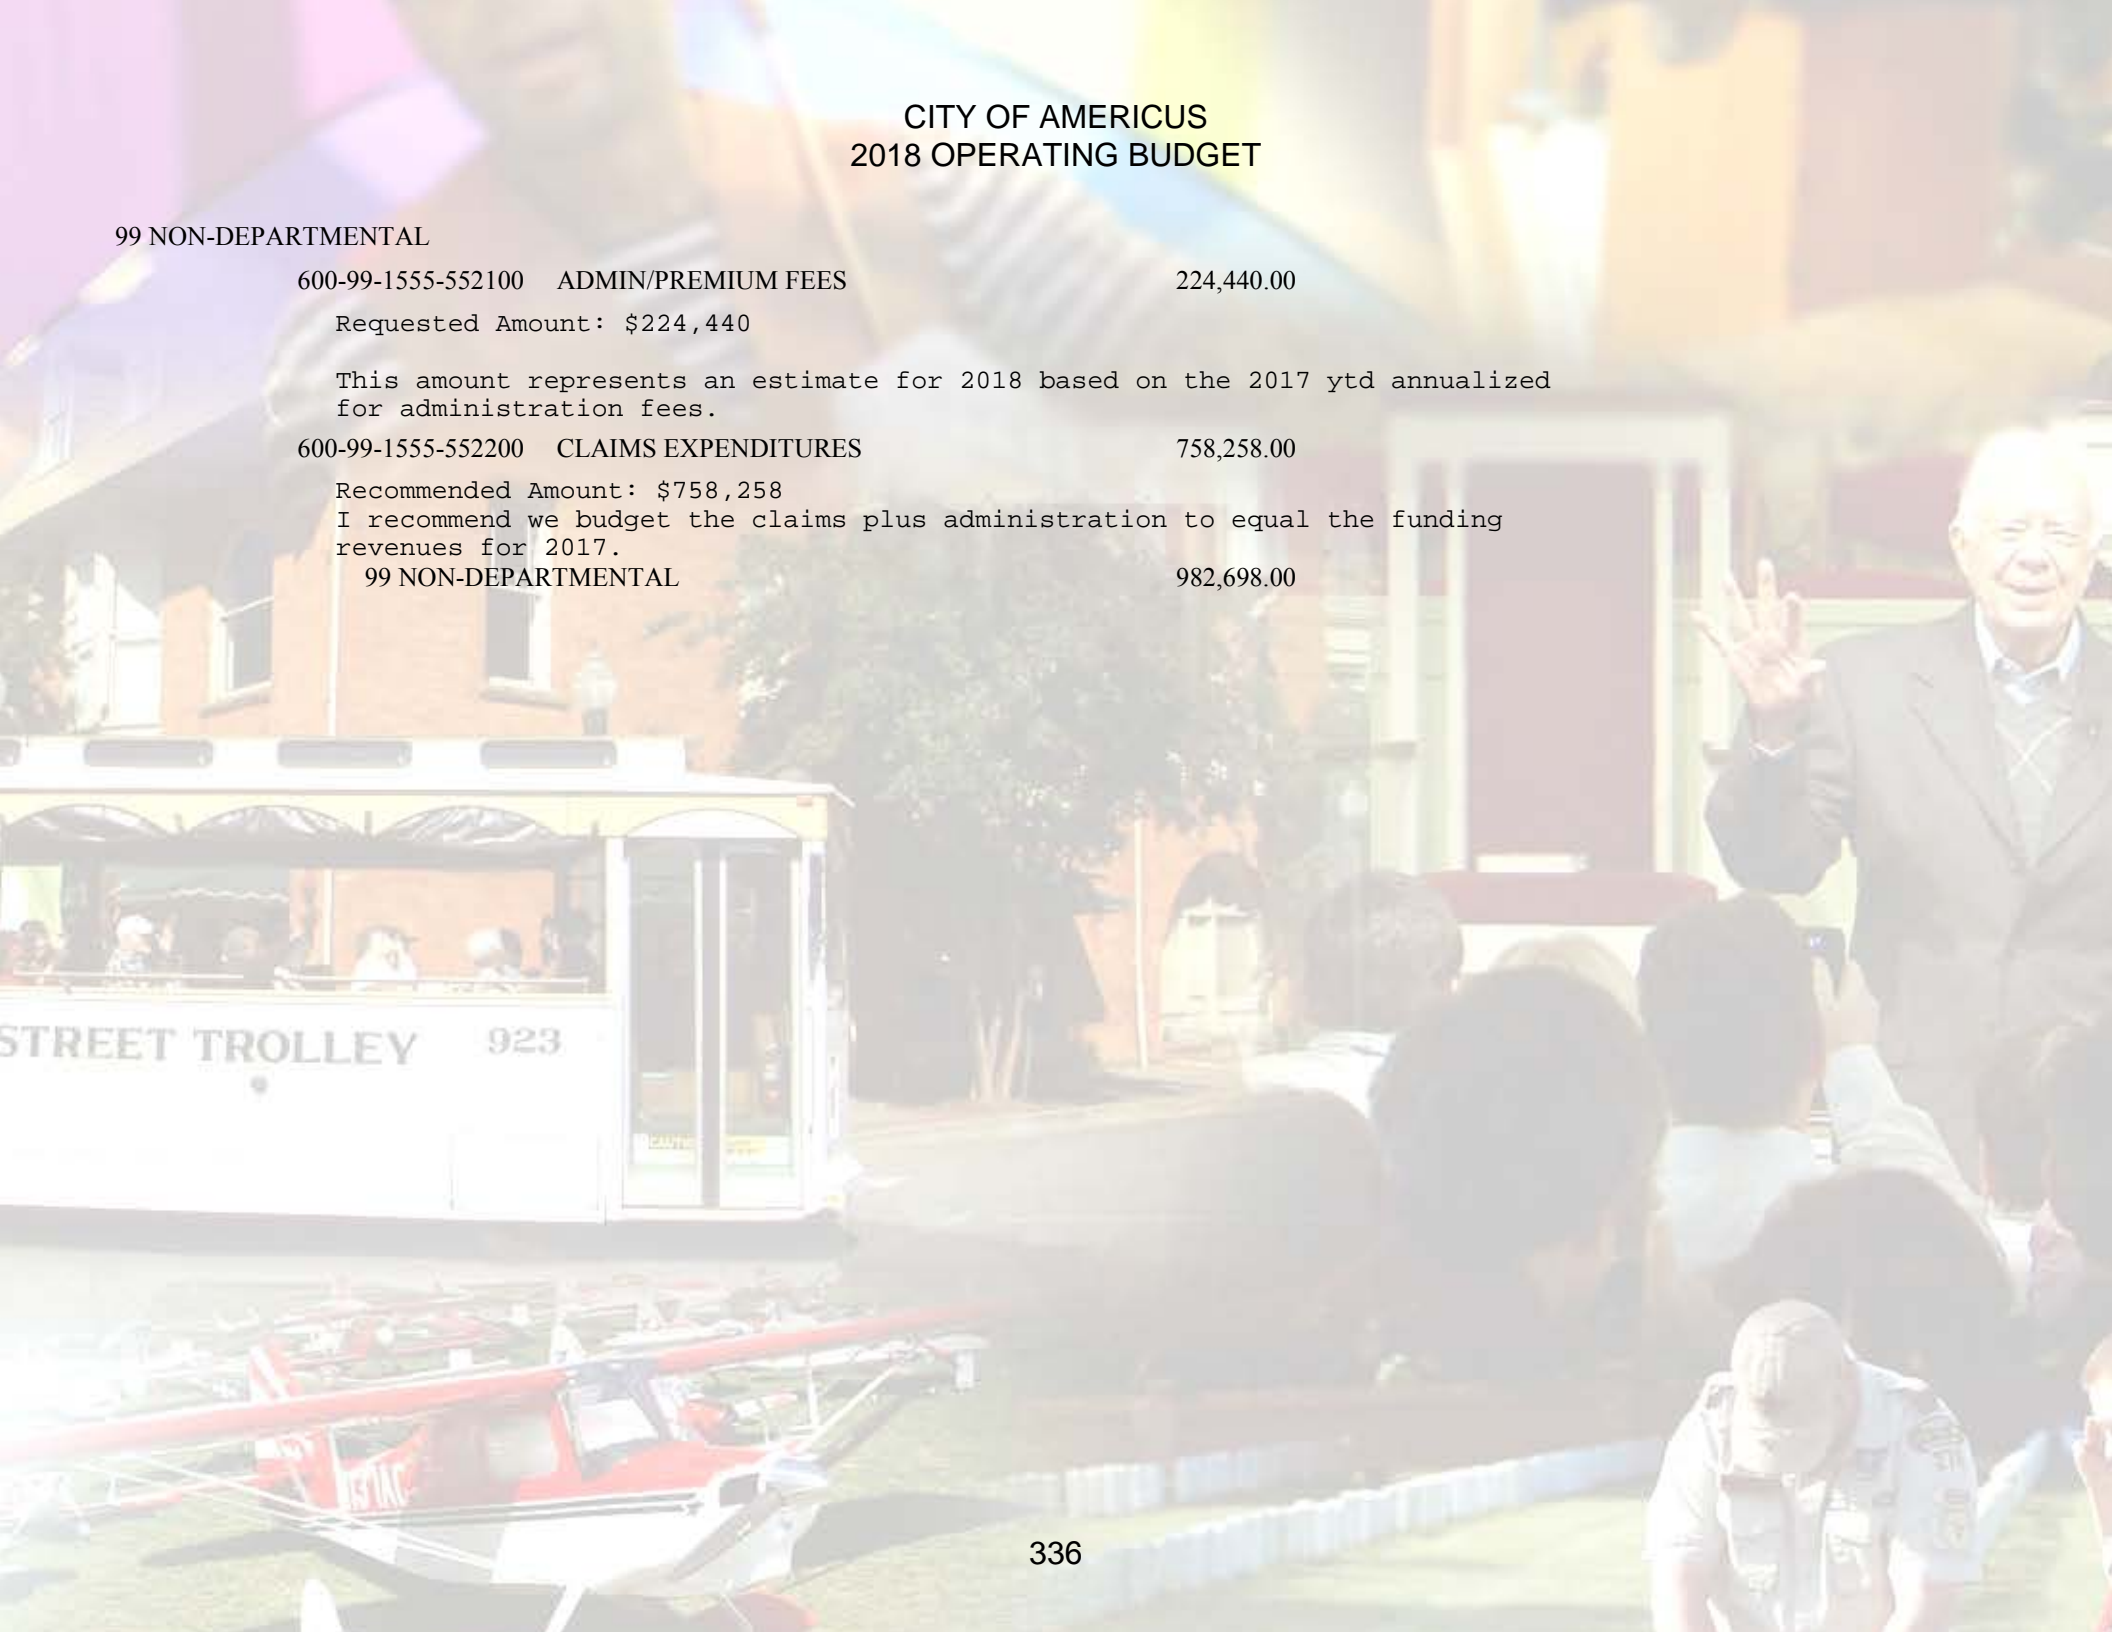 CITY OF AMERICUS
2018 OPERATING BUDGET
99 NON-DEPARTMENTAL
600-99-1555-552100 ADMIN/PREMIUM FEES 224,440.00
Requested Amount: $224,440
This amount represents an estimate for 2018 based on the 2017 ytd annualized
for administration fees.
600-99-1555-552200 CLAIMS EXPENDITURES 758,258.00
Recommended Amount: $758,258
I recommend we budget the claims plus administration to equal the funding
revenues for 2017.
99 NON-DEPARTMENTAL 982,698.00
STREET TROLLEY 923
336